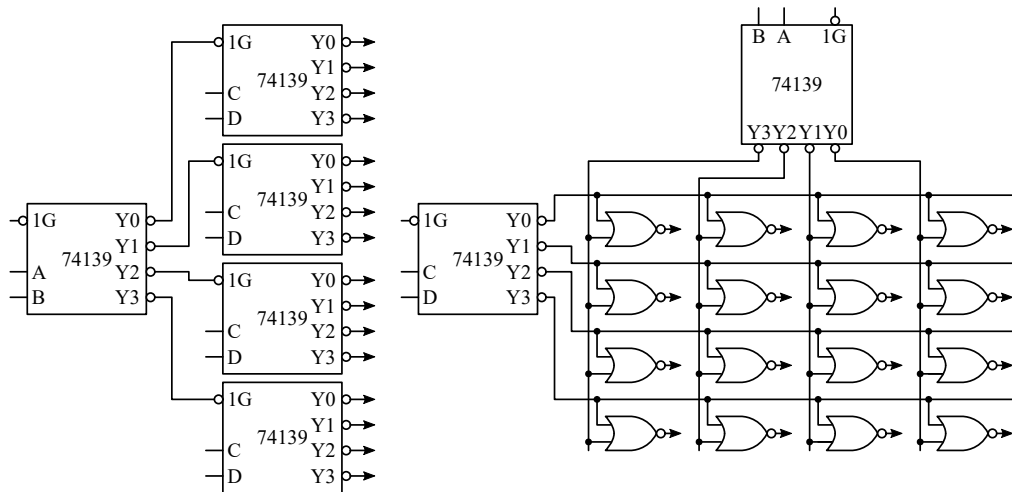 1G Y0
Y1
74139
C Y2
D Y3
1G Y0
Y1
74139
C Y2
D Y3
1G Y0
Y1
74139
A Y2
B Y3
1G Y0
Y1
74139
C Y2
D Y3
1G Y0
Y1
74139
C Y2
D Y3
B A 1G
74139
Y3 Y2 Y1 Y0
1G Y0
Y1
74139
C Y2
D Y3